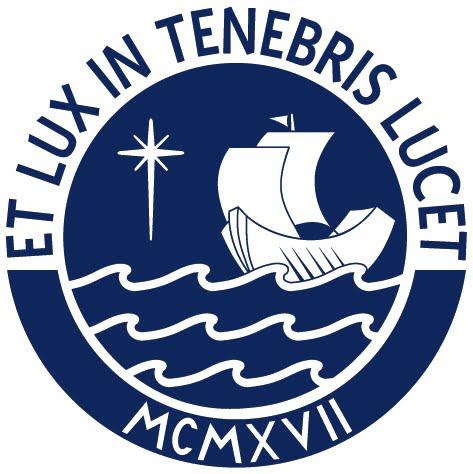 ET LUX IN TENEBRIS LUCET
MCMXVII